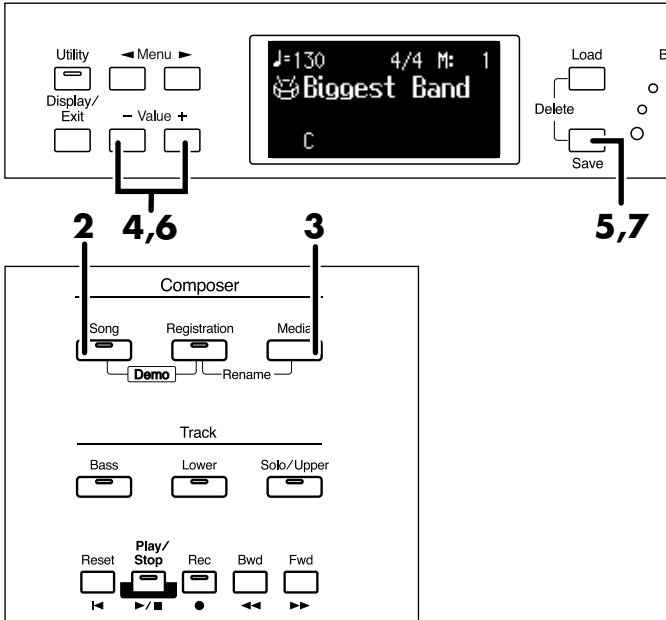 Utility
◄ Menu ►
Display/
Exit
− Value +
♩=130 4/4 M: 1
Biggest Band
C
Load
B
Delete
Save
2
4,6
3
5,7
Composer
Song
Registration
Media
Demo
Rename
Track
Bass
Lower
Solo/Upper
Reset
Play/
Stop
Rec
Bwd
Fwd